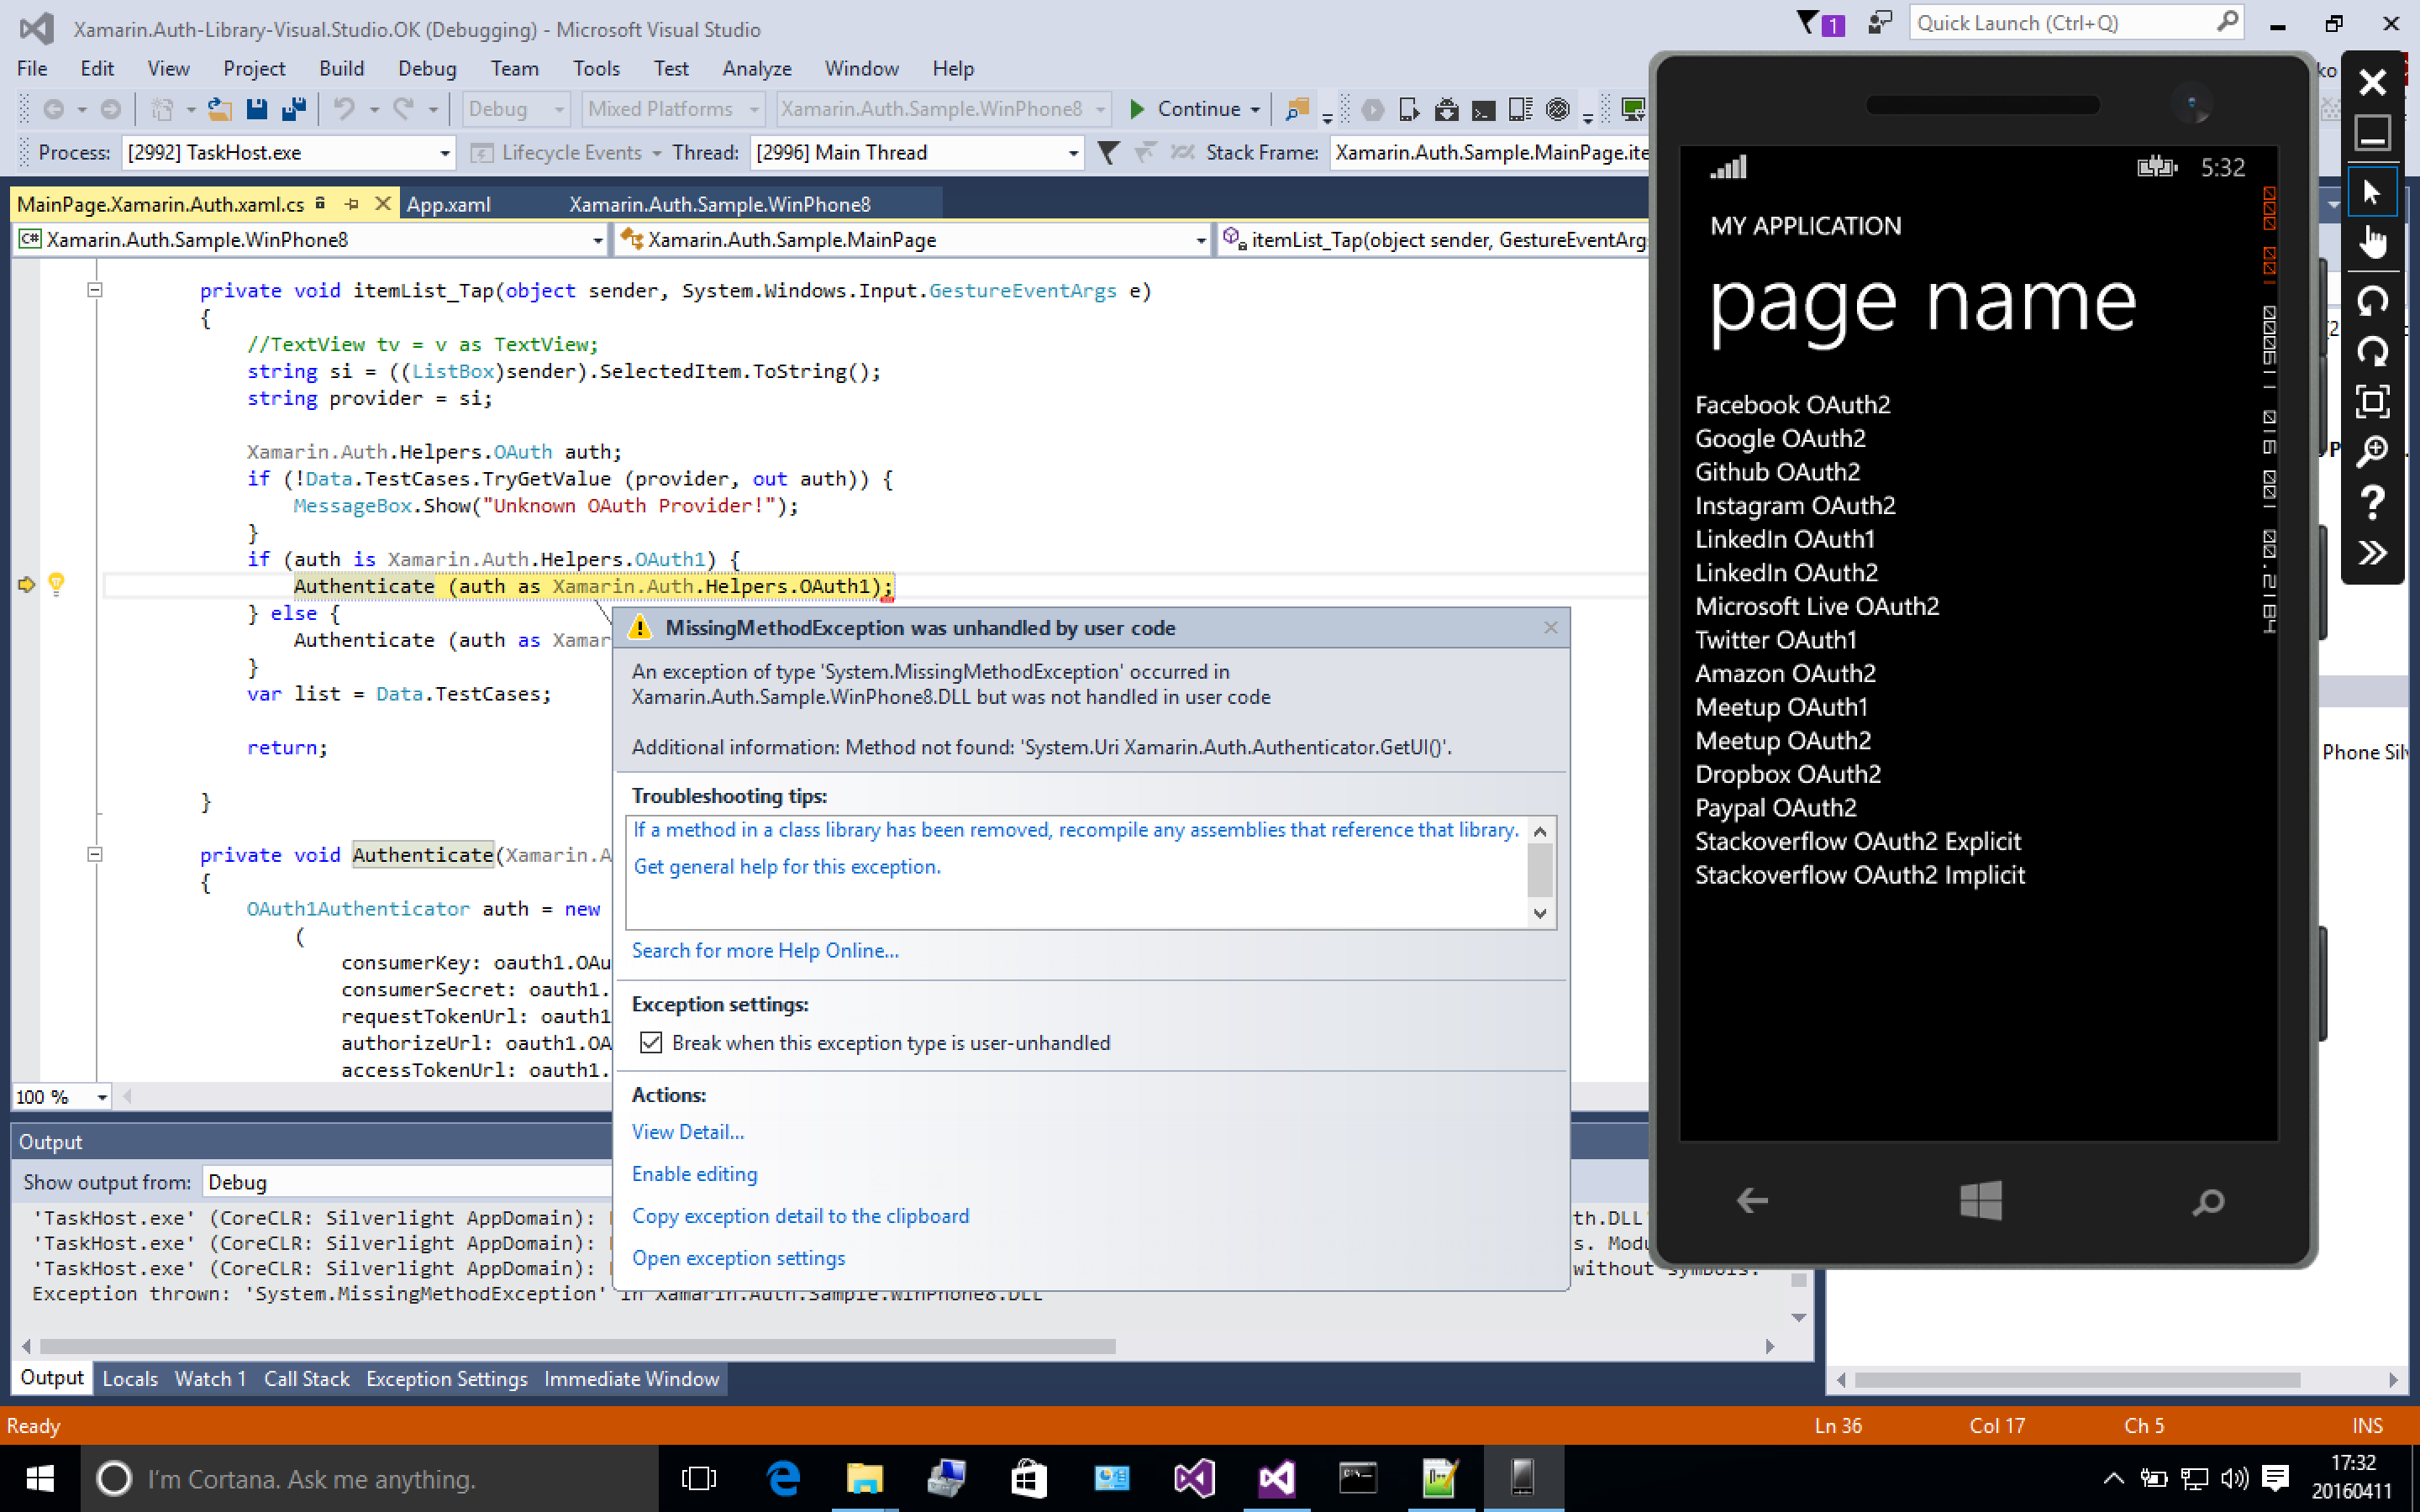 Xamarin.Auth-Library-Visual.Studio.OK (Debugging) - Microsoft Visual Studio
1
Quick Launch (Ctrl+Q)
File Edit View Project Build Debug Team Tools Test Analyze Window Help
ko
Debug Mixed Platforms Xamarin.Auth.Sample.WinPhone8 Continue
Process: [2992] TaskHost.exe Lifecycle Events Thread: [2996] Main Thread Stack Frame: Xamarin.Auth.Sample.MainPage.ite
MainPage.Xamarin.Auth.xaml.cs App.xaml Xamarin.Auth.Sample.WinPhone8
C# Xamarin.Auth.Sample.WinPhone8 Xamarin.Auth.Sample.MainPage itemList_Tap(object sender, GestureEventArg
private void itemList_Tap(object sender, System.Windows.Input.GestureEventArgs e)
{
//TextView tv = v as TextView;
string si = ((ListBox)sender).SelectedItem.ToString();
string provider = si;
Xamarin.Auth.Helpers.OAuth auth;
if (!Data.TestCases.TryGetValue (provider, out auth)) {
MessageBox.Show("Unknown OAuth Provider!");
}
if (auth is Xamarin.Auth.Helpers.OAuth1) {
Authenticate (auth as Xamarin.Auth.Helpers.OAuth1);
} else {
Authenticate (auth as Xamar
}
var list = Data.TestCases;
return;
}
private void Authenticate(Xamarin.A
{
OAuth1Authenticator auth = new
(
consumerKey: oauth1.OAu
consumerSecret: oauth1.
requestTokenUrl: oauth1
authorizeUrl: oauth1.OA
accessTokenUrl: oauth1.
100 %
MissingMethodException was unhandled by user code
An exception of type 'System.MissingMethodException' occurred in
Xamarin.Auth.Sample.WinPhone8.DLL but was not handled in user code
Additional information: Method not found: 'System.Uri Xamarin.Auth.Authenticator.GetUI()'.
Troubleshooting tips:
If a method in a class library has been removed, recompile any assemblies that reference that library.
Get general help for this exception.
Search for more Help Online...
Exception settings:
Break when this exception type is user-unhandled
Actions:
View Detail...
Enable editing
Copy exception detail to the clipboard
Open exception settings
Output
Show output from: Debug
'TaskHost.exe' (CoreCLR: Silverlight AppDomain): th.DLL'
'TaskHost.exe' (CoreCLR: Silverlight AppDomain): s. Modu
'TaskHost.exe' (CoreCLR: Silverlight AppDomain): without symbols.
Exception thrown: 'System.MissingMethodException' in Xamarin.Auth.Sample.WinPhone8.DLL
Output Locals Watch 1 Call Stack Exception Settings Immediate Window
5:32
MY APPLICATION
page name
Facebook OAuth2
Google OAuth2
Github OAuth2
Instagram OAuth2
LinkedIn OAuth1
LinkedIn OAuth2
Microsoft Live OAuth2
Twitter OAuth1
Amazon OAuth2
Meetup OAuth1
Meetup OAuth2
Dropbox OAuth2
Paypal OAuth2
Stackoverflow OAuth2 Explicit
Stackoverflow OAuth2 Implicit
Phone Silv
Ready Ln 36 Col 17 Ch 5 INS
I'm Cortana. Ask me anything.
17:32
20160411